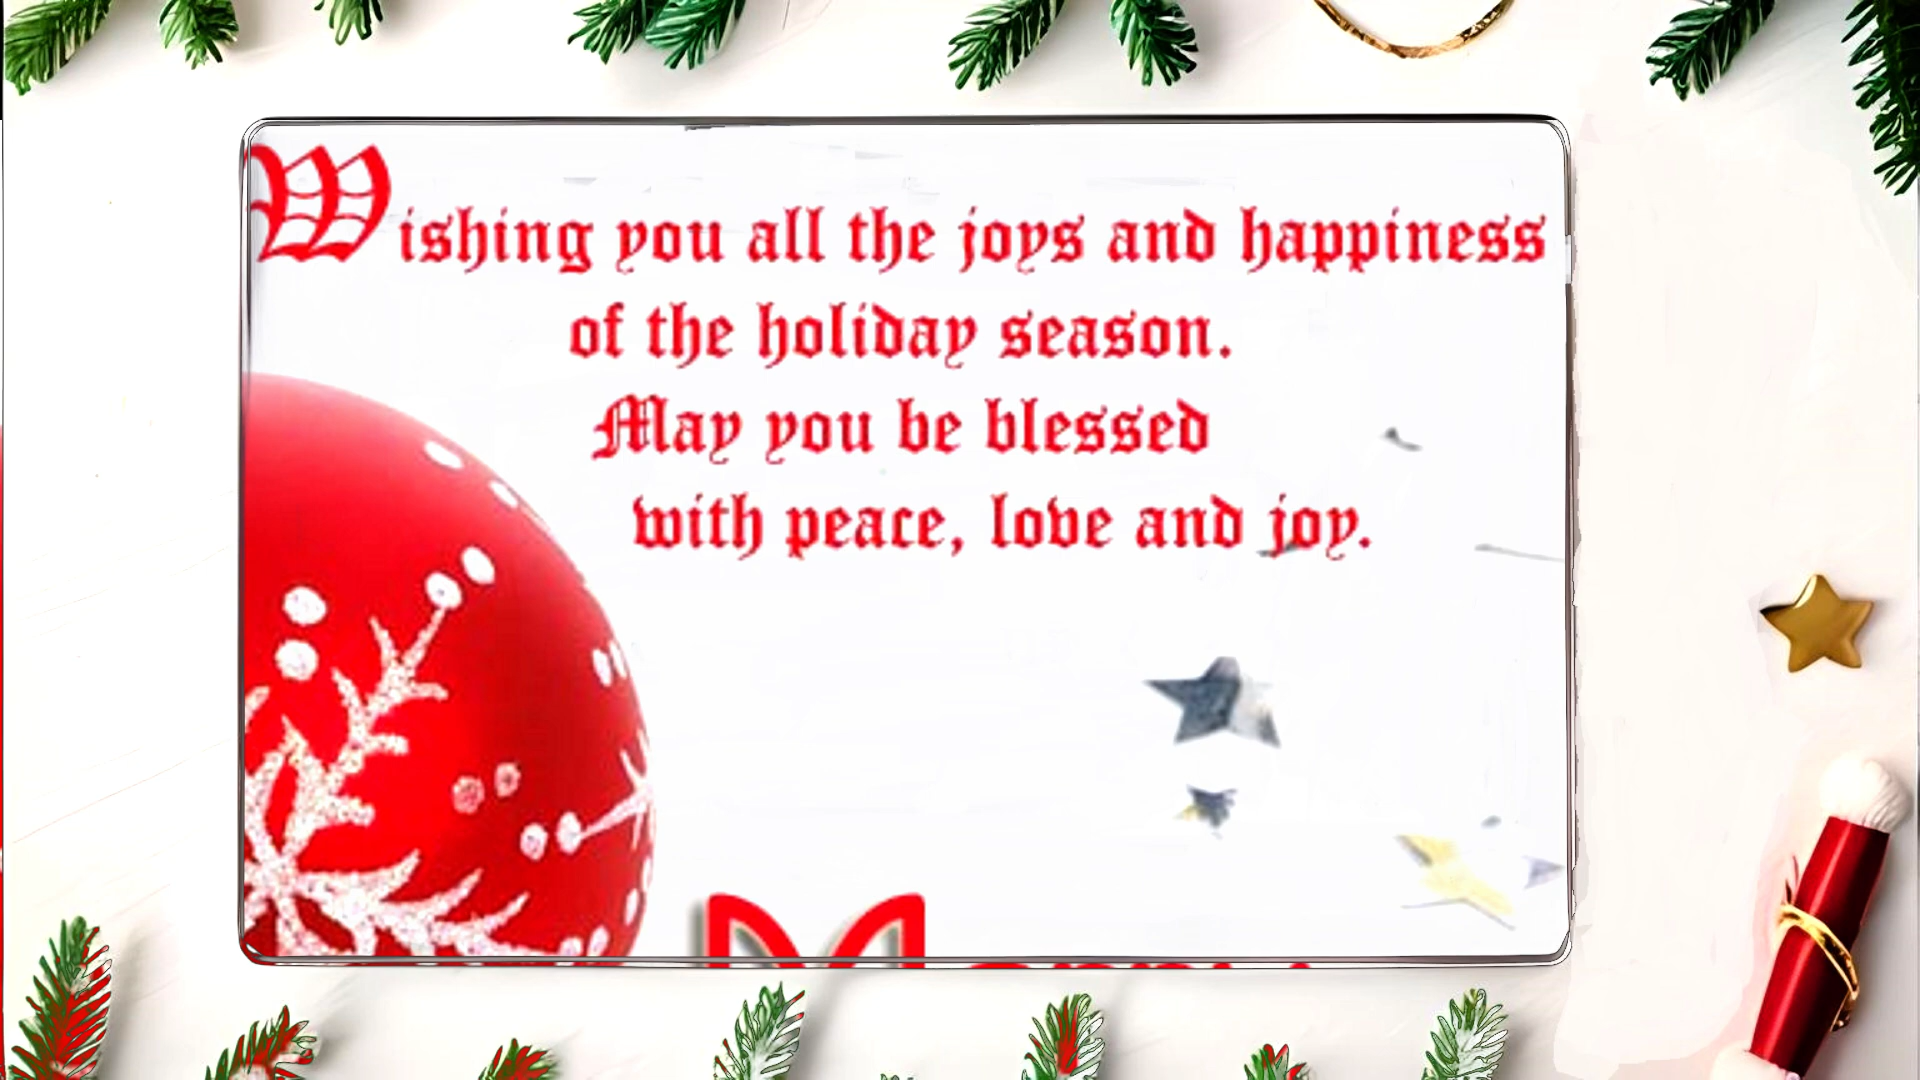 Wishing you all the joys and happiness
of the holiday season.
May you be blessed
with peace, love and joy.